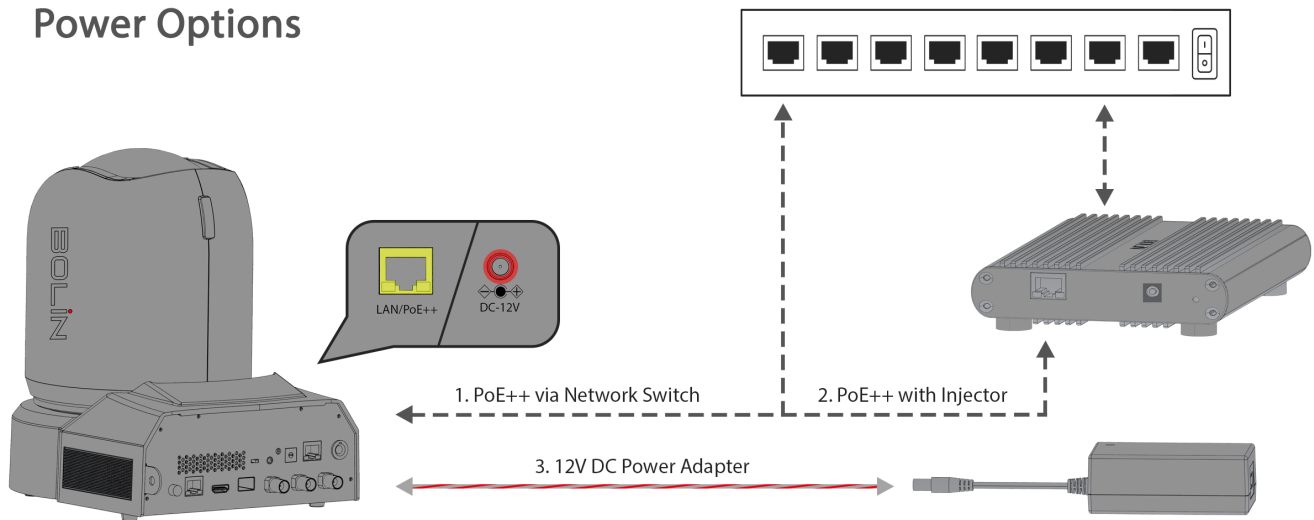 Power Options
BOLIN
LAN/PoE++
DC-12V
1. PoE++ via Network Switch
2. PoE++ with Injector
3. 12V DC Power Adapter